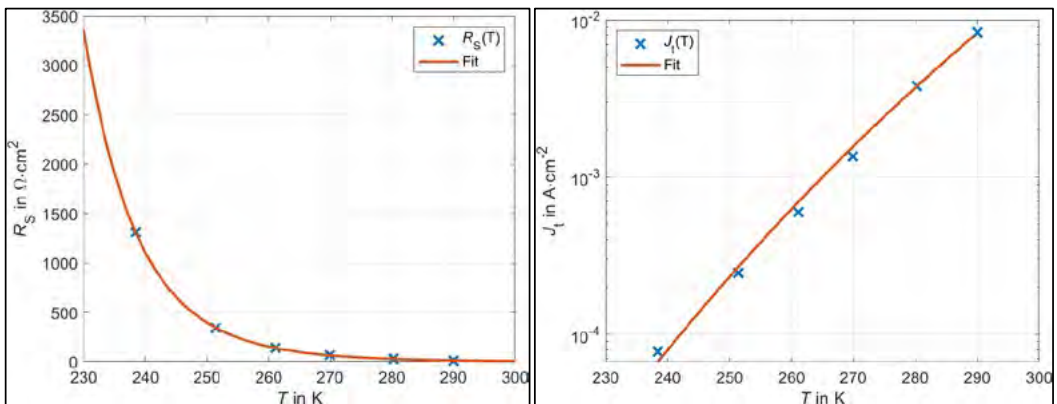 3500
3000
2500
2000
1500
1000
500
0
R_S in Ω·cm²
R_S(T)
Fit
230 240 250 260 270 280 290 300
T in K
10⁻²
10⁻³
10⁻⁴
J_t in A·cm⁻²
J_t(T)
Fit
230 240 250 260 270 280 290 300
T in K